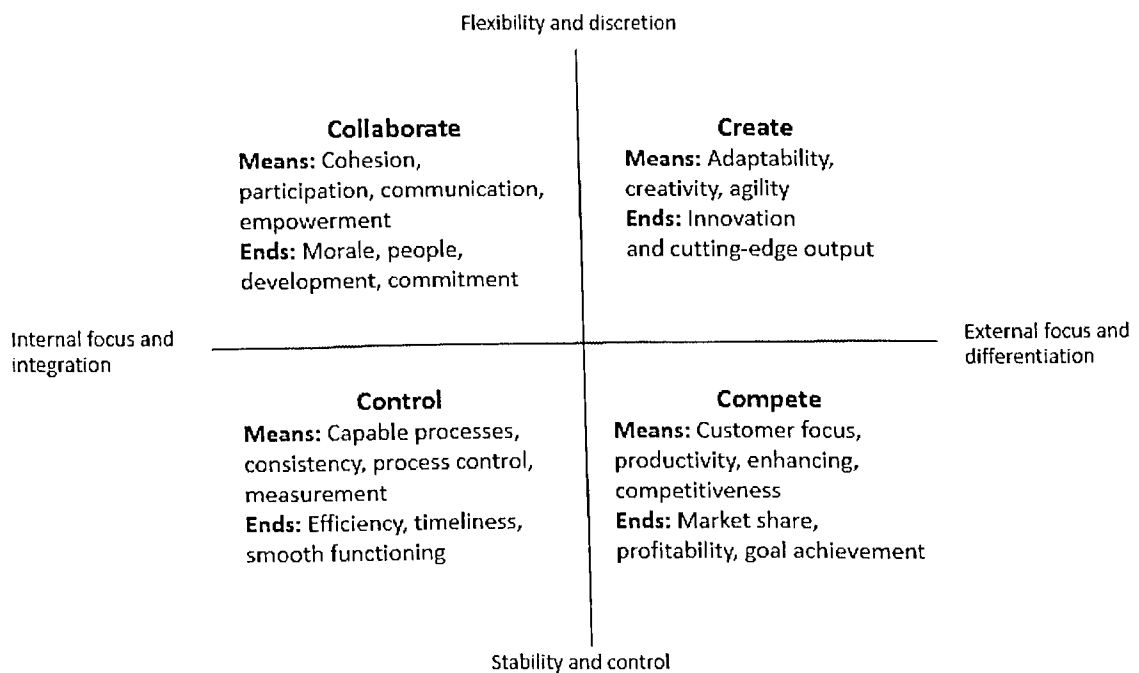 Flexibility and discretion
Collaborate
Means: Cohesion,
participation, communication,
empowerment
Ends: Morale, people,
development, commitment
Create
Means: Adaptability,
creativity, agility
Ends: Innovation
and cutting-edge output
Internal focus and
integration
External focus and
differentiation
Control
Means: Capable processes,
consistency, process control,
measurement
Ends: Efficiency, timeliness,
smooth functioning
Compete
Means: Customer focus,
productivity, enhancing,
competitiveness
Ends: Market share,
profitability, goal achievement
Stability and control